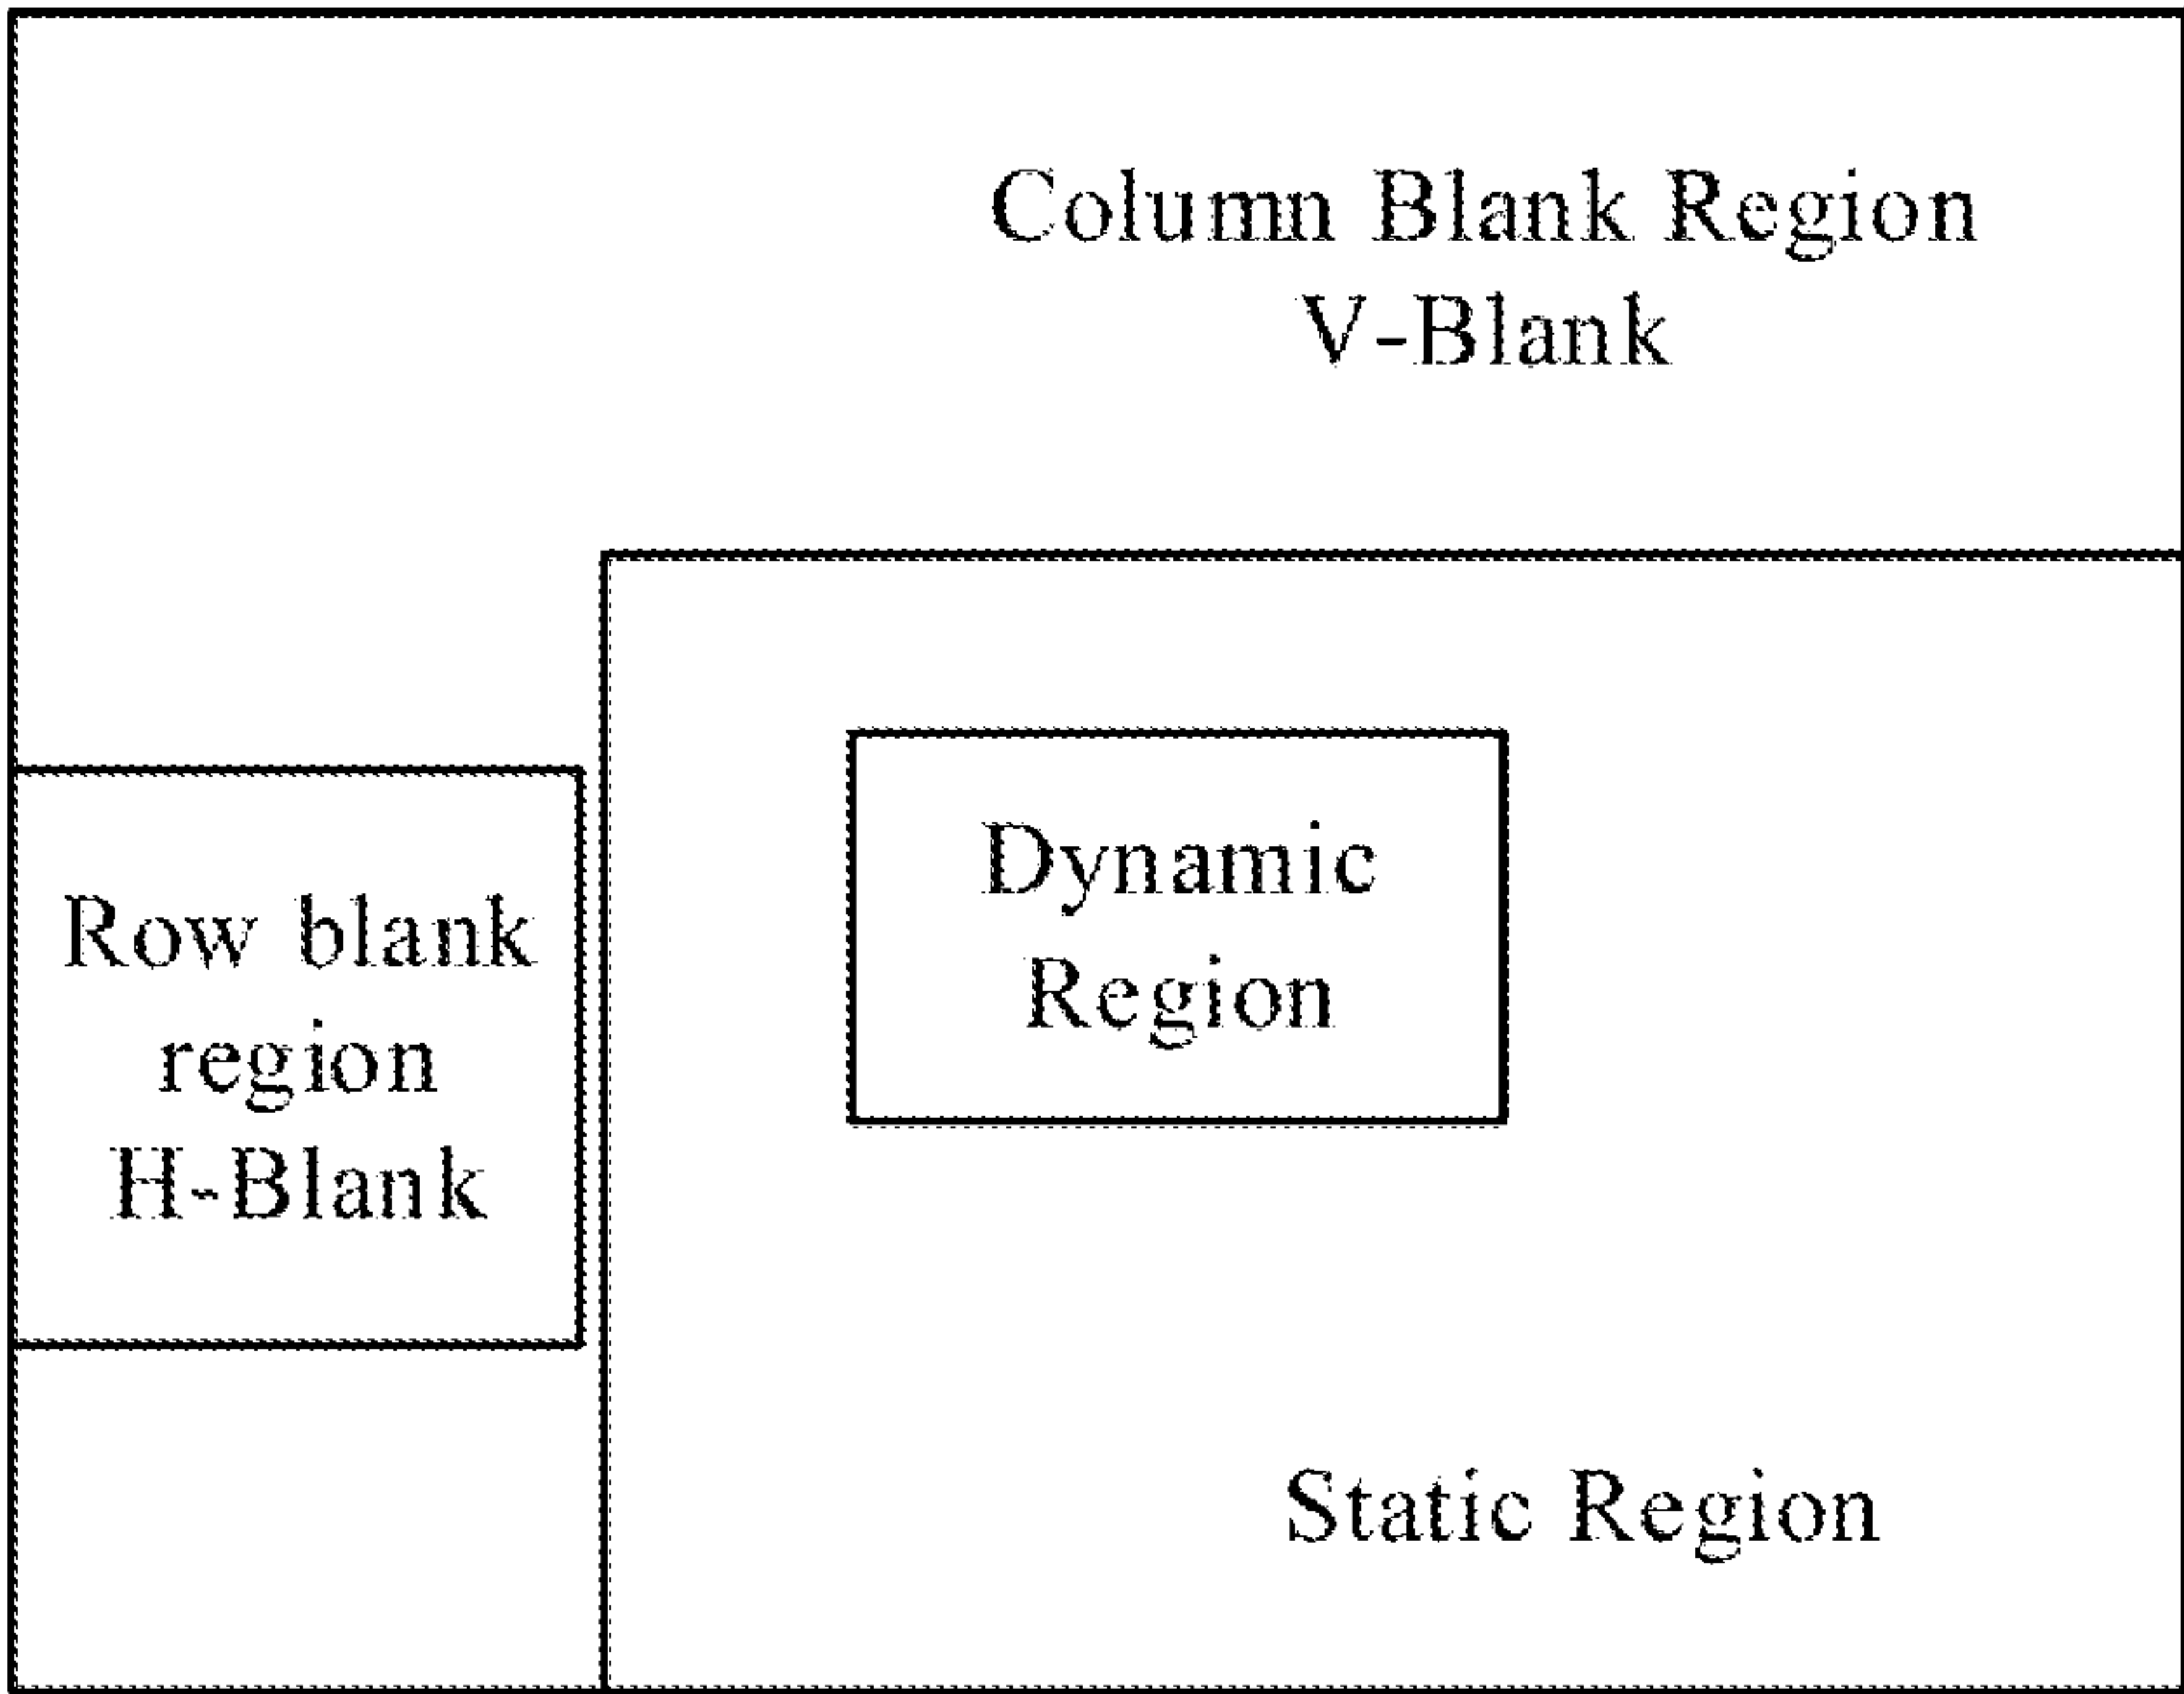 Column Blank Region
V-Blank
Dynamic
Region
Row blank
region
H-Blank
Static Region